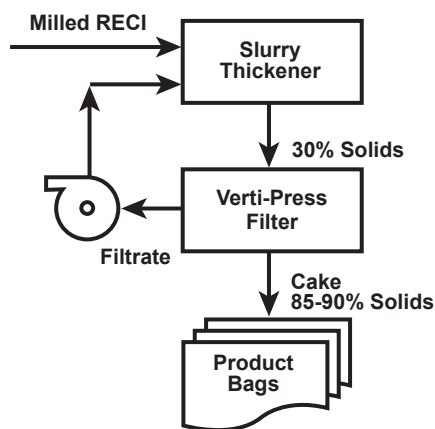 Milled RECI
Slurry
Thickener
30% Solids
Verti-Press
Filter
Filtrate
Cake
85-90% Solids
Product
Bags